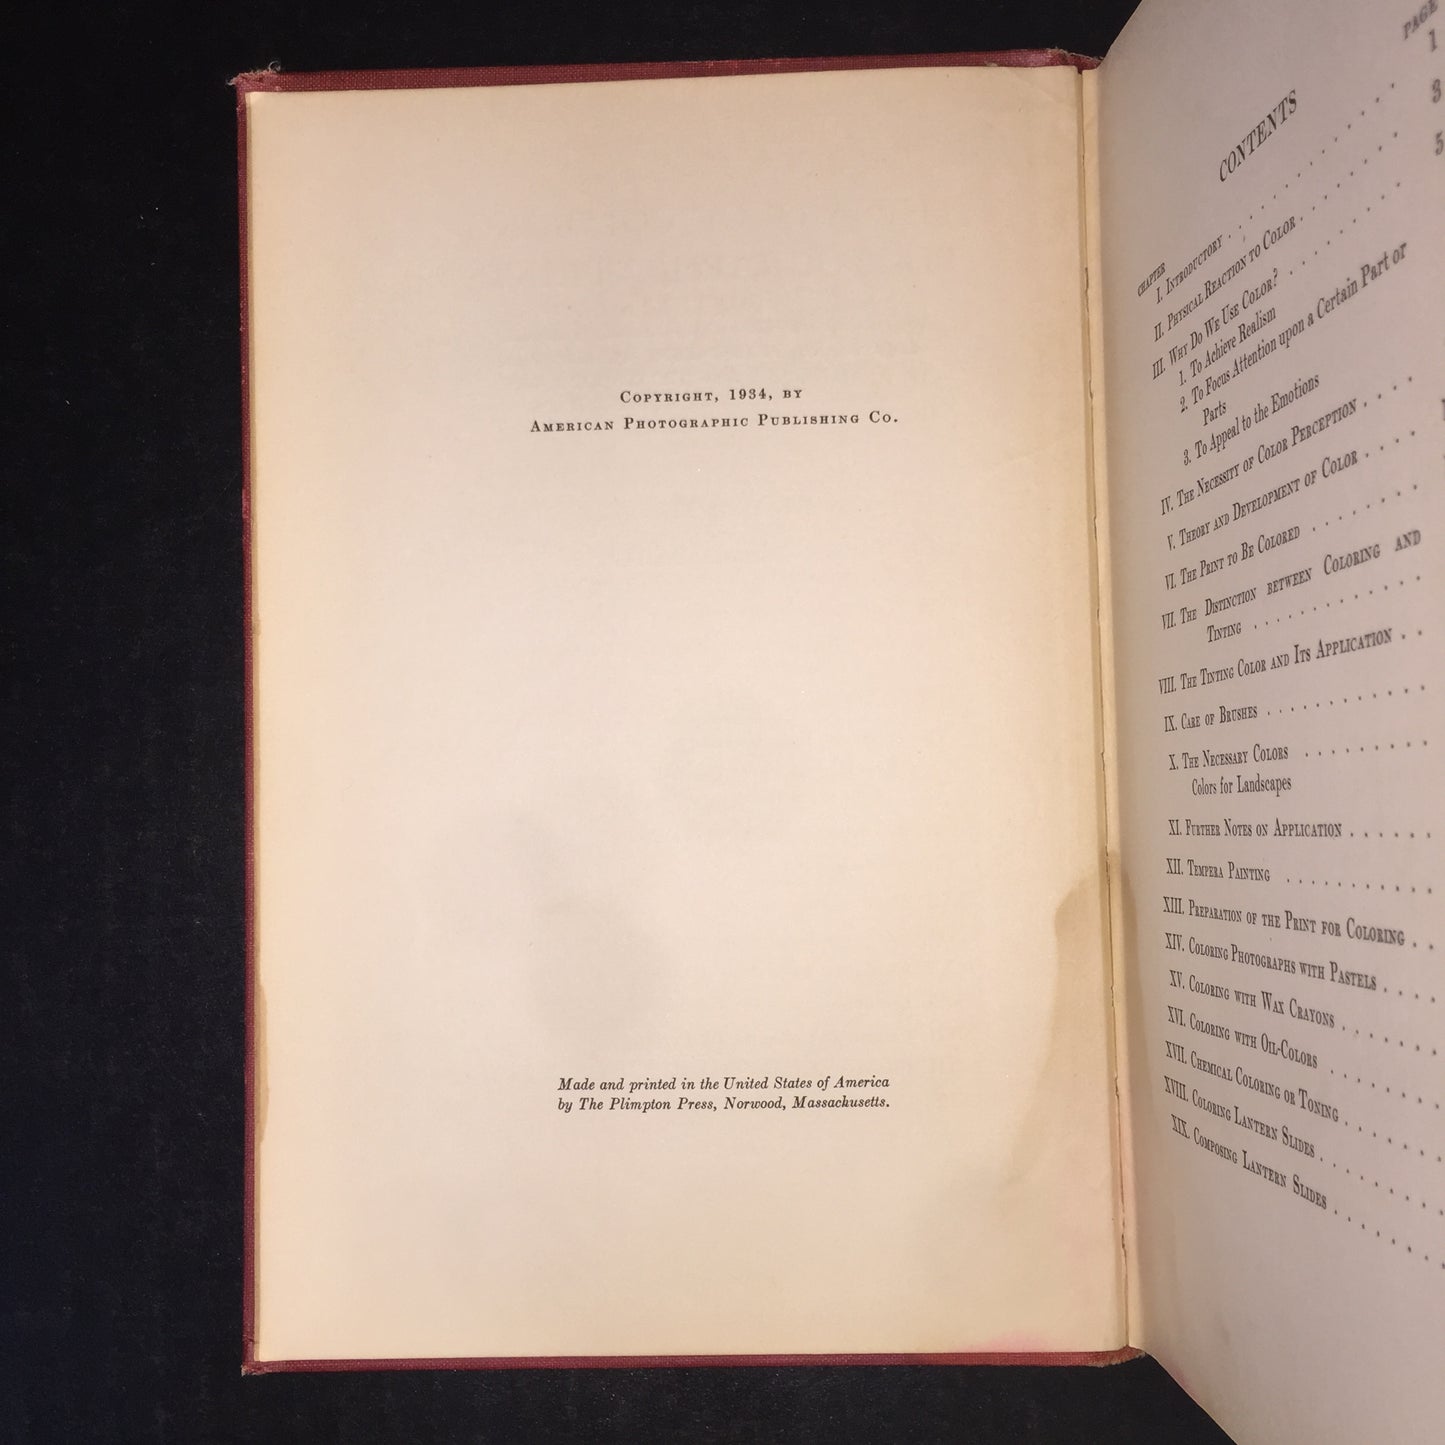 Copyright, 1934, by
American Photographic Publishing Co.
Made and printed in the United States of America
by The Plimpton Press, Norwood, Massachusetts.
CONTENTS
CHAPTER PAGE
I. Introductory . . . . . . . . . . 1
II. Physical Reaction to Color . . . . . . . 3
III. Why Do We Use Color? . . . . . . . . 5
1. To Achieve Realism
2. To Focus Attention upon a Certain Part or
Parts
3. To Appeal to the Emotions
IV. The Necessity of Color Perception . . . .
V. Theory and Development of Color . . . .
VI. The Print to Be Colored . . . . . . . .
VII. The Distinction between Coloring and
Tinting . . . . . . . . . . . .
VIII. The Tinting Color and Its Application . .
IX. Care of Brushes . . . . . . . . . . . .
X. The Necessary Colors . . . . . . . . .
Colors for Landscapes
XI. Further Notes on Application . . . . . .
XII. Tempera Painting . . . . . . . . . . .
XIII. Preparation of the Print for Coloring . .
XIV. Coloring Photographs with Pastels . . . .
XV. Coloring with Wax Crayons . . . . . .
XVI. Coloring with Oil-Colors . . . . . . .
XVII. Chemical Coloring or Toning . . . . . .
XVIII. Coloring Lantern Slides . . . . . . .
XIX. Composing Lantern Slides . . . . . . .